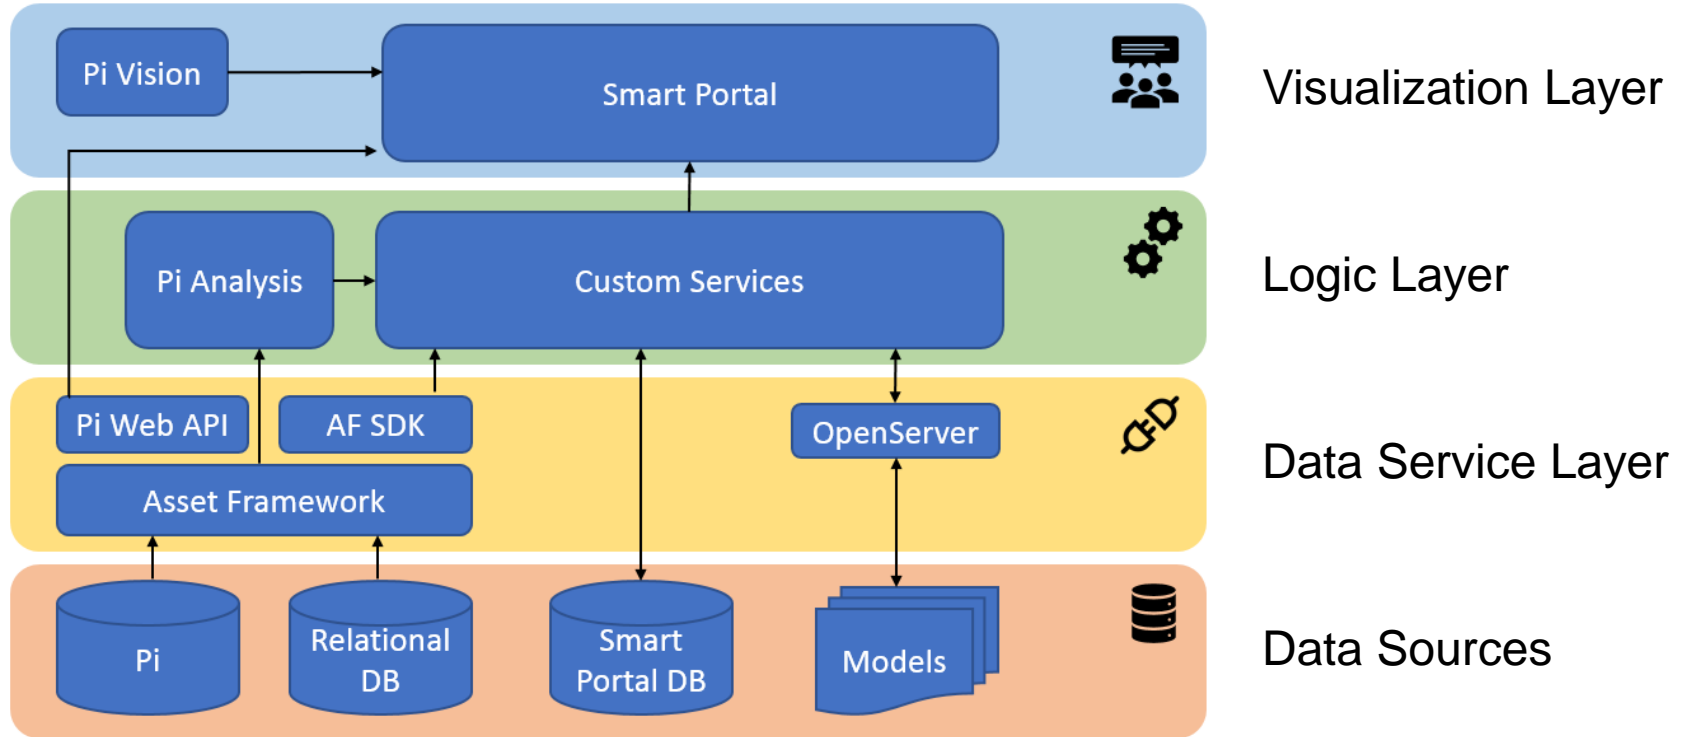 Pi Vision
Smart Portal
Visualization Layer
Pi Analysis
Custom Services
Logic Layer
Pi Web API
AF SDK
OpenServer
Asset Framework
Data Service Layer
Pi
Relational
DB
Smart
Portal DB
Models
Data Sources